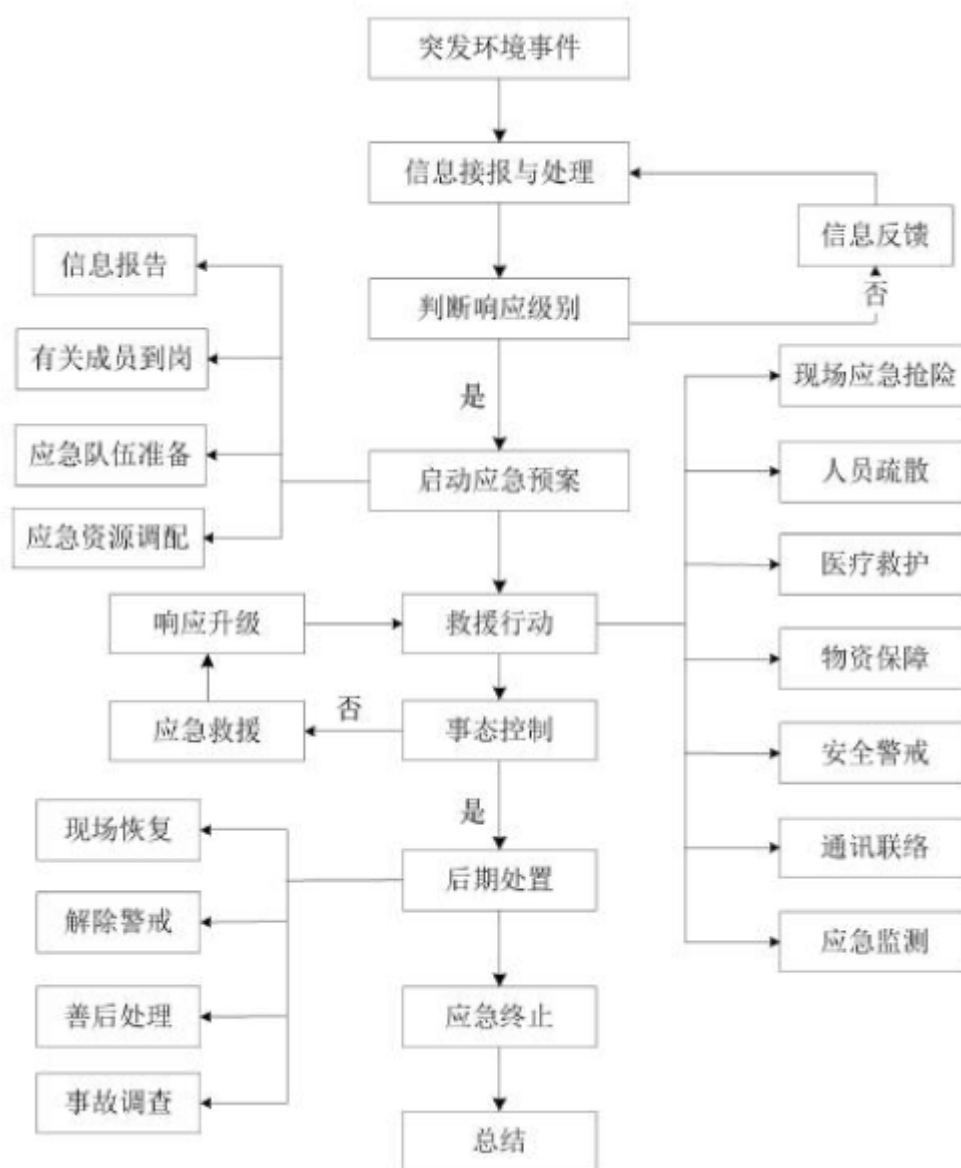 突发环境事件
信息接报与处理
信息反馈
信息报告
判断响应级别
否
有关成员到岗
现场应急抢险
是
应急队伍准备
启动应急预案
人员疏散
应急资源调配
医疗救护
响应升级
救援行动
物资保障
应急救援
否
事态控制
安全警戒
是
现场恢复
通讯联络
后期处置
解除警戒
应急监测
善后处理
应急终止
事故调查
总结